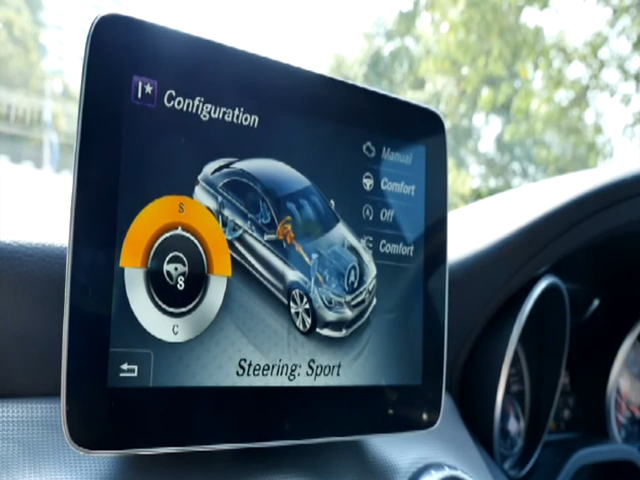 Configuration
Manual
Comfort
Off
Comfort
S
S
C
Steering: Sport